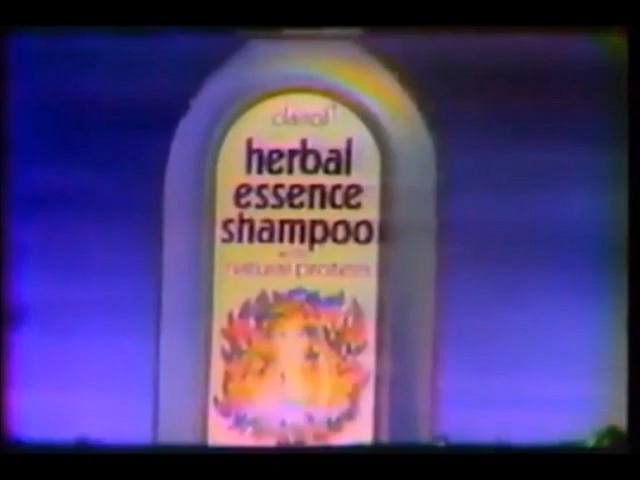 clairol
herbal
essence
shampoo
with
natural protein